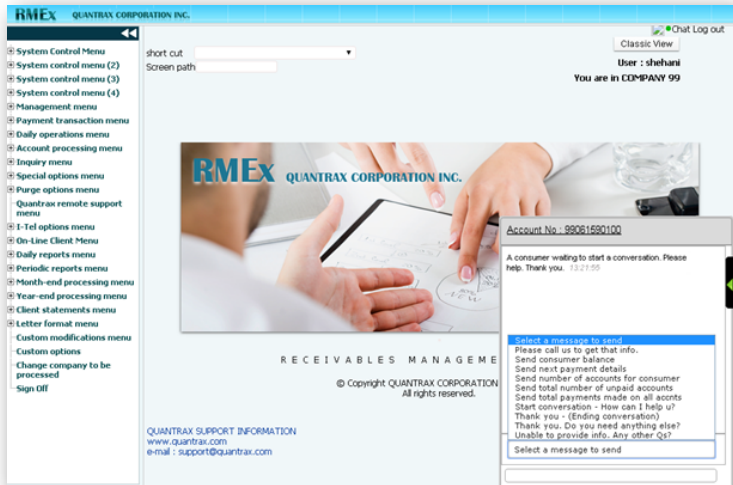 RMEx QUANTRAX CORPORATION INC.
Chat Log out
Classic View
User : shehani
You are in COMPANY 99
short cut
Screen path
System Control Menu
System control menu (2)
System control menu (3)
System control menu (4)
Management menu
Payment transaction menu
Daily operations menu
Account processing menu
Inquiry menu
Special options menu
Purge options menu
Quantrax remote support
menu
I-Tel options menu
On-Line Client Menu
Daily reports menu
Periodic reports menu
Month-end processing menu
Year-end processing menu
Client statements menu
Letter format menu
Custom modifications menu
Custom options
Change company to be
processed
Sign Off
RMEx QUANTRAX CORPORATION INC.
RECEIVABLES MANAGEME
© Copyright QUANTRAX CORPORATION
All rights reserved.
QUANTRAX SUPPORT INFORMATION
www.quantrax.com
e-mail : support@quantrax.com
Account No : 99061590100
A consumer waiting to start a conversation. Please
help. Thank you. 13:21:55
Select a message to send
Please call us to get that info.
Send consumer balance
Send next payment details
Send number of accounts for consumer
Send total number of unpaid accounts
Send total payments made on all accnts
Start conversation - How can I help u?
Thank you - (Ending conversation)
Thank you. Do you need anything else?
Unable to provide info. Any other Qs?
Select a message to send